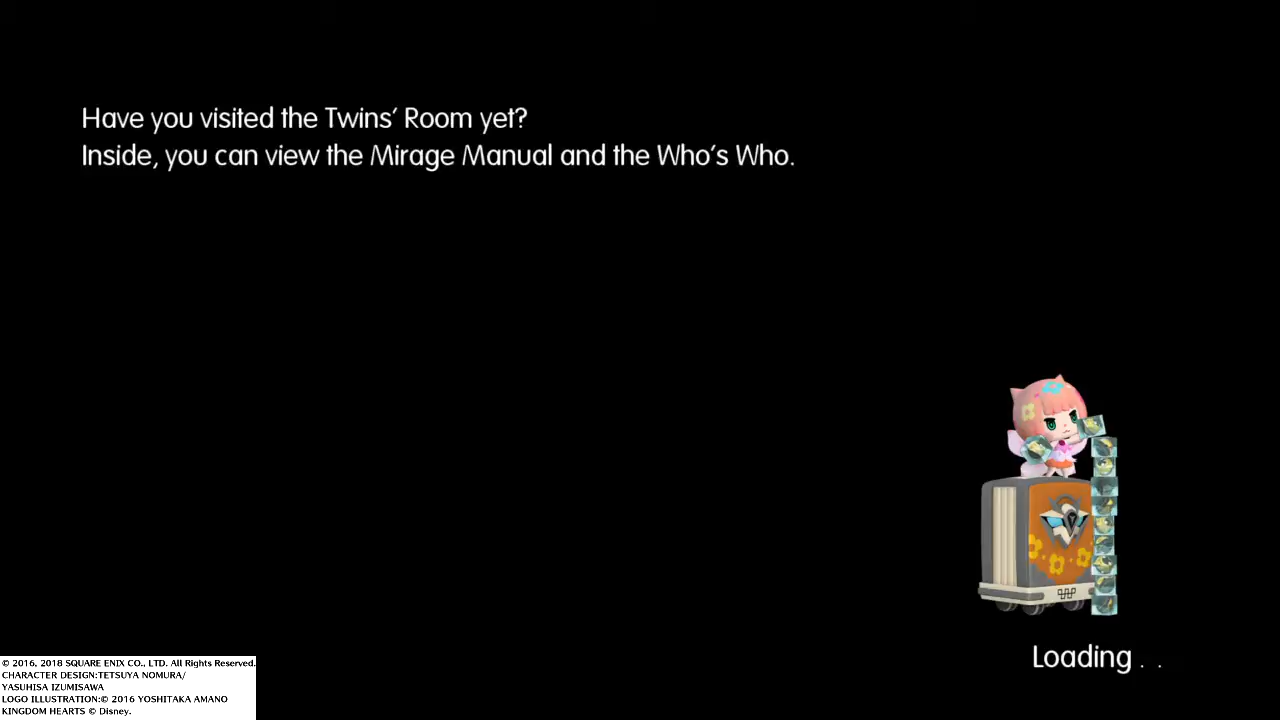 Have you visited the Twins' Room yet?
Inside, you can view the Mirage Manual and the Who's Who.
Loading . .
© 2016, 2018 SQUARE ENIX CO., LTD. All Rights Reserved.
CHARACTER DESIGN:TETSUYA NOMURA/
YASUHISA IZUMISAWA
LOGO ILLUSTRATION:© 2016 YOSHITAKA AMANO
KINGDOM HEARTS © Disney.